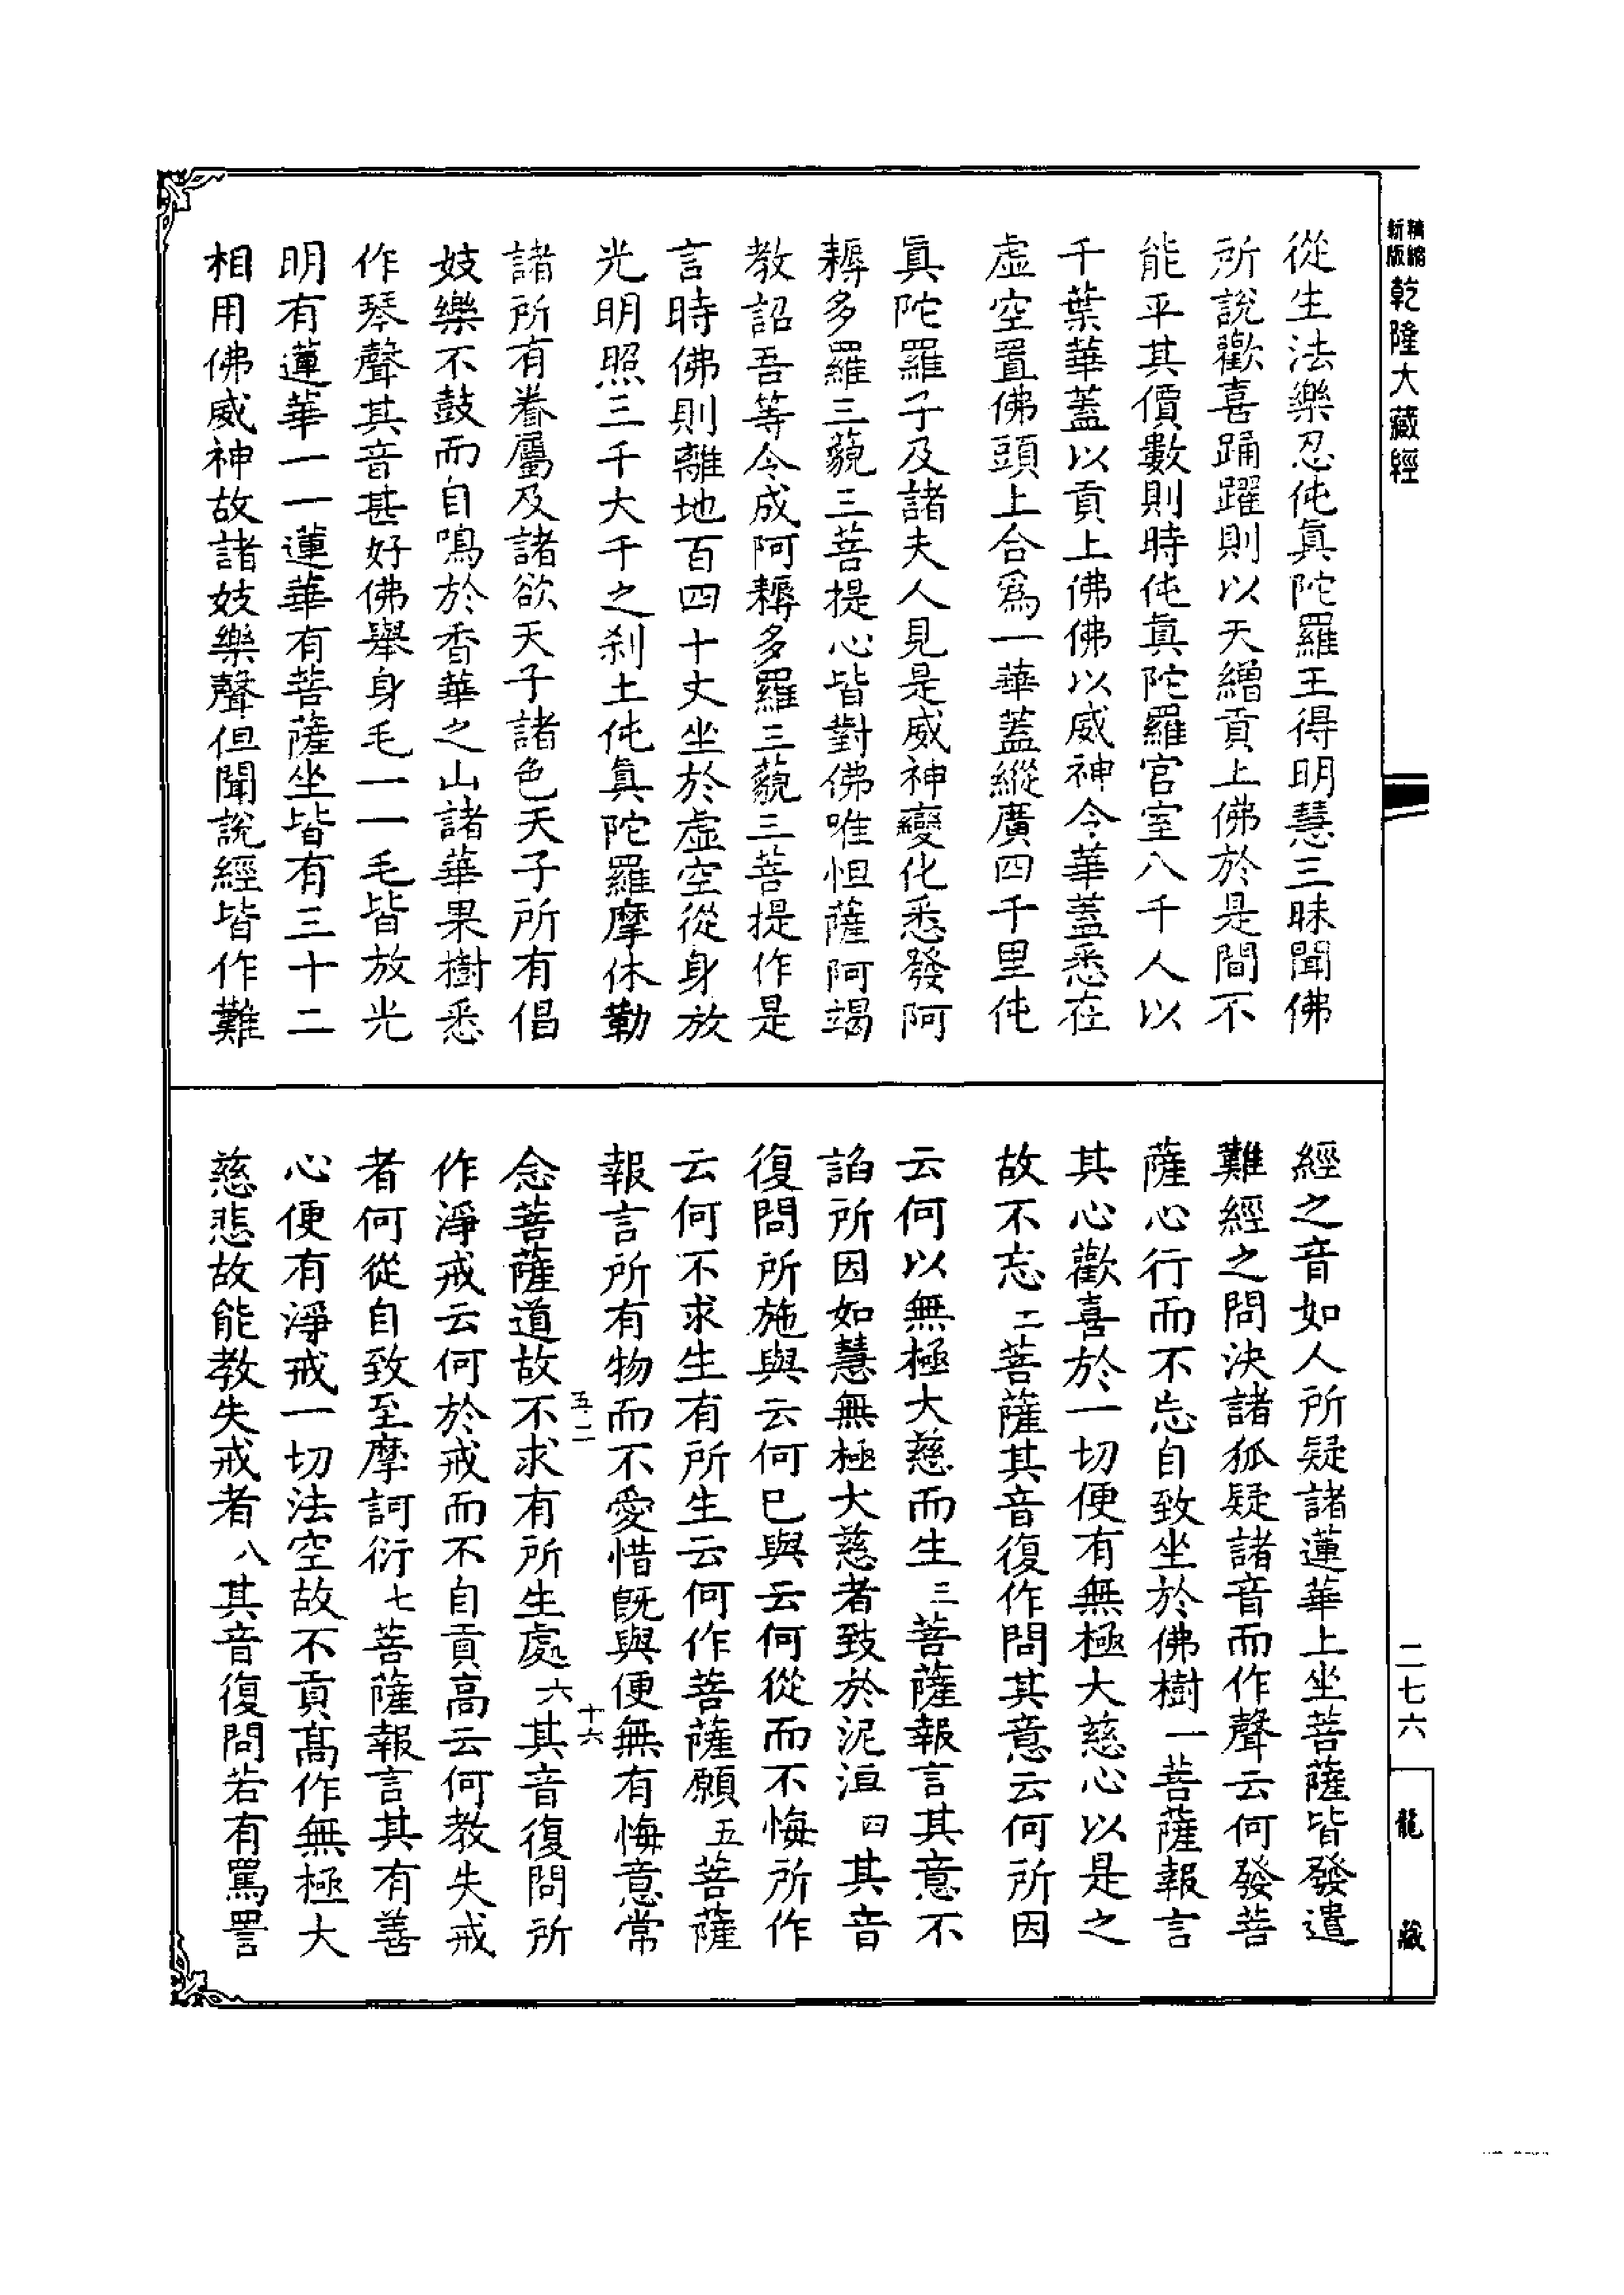 精縮新版 乾隆大藏經
從生法樂忍伅眞陀羅王得明慧三昧聞佛
所說歡喜踊躍則以天繒貢上佛於是間不
能平其價數則時伅眞陀羅官室八千人以
千葉華蓋以貢上佛佛以威神令華蓋悉在
虛空置佛頭上合爲一華蓋縱廣四千里伅
眞陀羅子及諸夫人見是威神變化悉發阿
耨多羅三藐三菩提心皆對佛唯怛薩阿竭
教詔吾等令成阿耨多羅三藐三菩提作是
言時佛則離地百四十丈坐於虛空從身放
光明照三千大千之刹土伅眞陀羅摩休勒
諸所有眷屬及諸欲天子諸色天子所有倡
妓樂不鼓而自鳴於香華之山諸華果樹悉
作琴聲其音甚好佛舉身毛一一毛皆放光
明有蓮華一一蓮華有菩薩坐皆有三十二
相用佛威神故諸妓樂聲但聞說經皆作難
經之音如人所疑諸蓮華上坐菩薩皆發遣
難經之問決諸狐疑諸音而作聲云何發菩
薩心行而不忘自致坐於佛樹一菩薩報言
其心歡喜於一切便有無極大慈心以是之
故不忘二菩薩其音復作問其意云何所因
云何以無極大慈而生三菩薩報言其意不
諂所因如慧無極大慈者致於泥洹四其音
復問所施與云何已與云何從而不悔所作
云何不求生有所生云何作菩薩願五菩薩
報言所有物而不愛惜旣與便無有悔意常
五二 十六
念菩薩道故不求有所生處六其音復問所
作淨戒云何於戒而不自貢高云何教失戒
者何從自致至摩訶衍七菩薩報言其有善
心便有淨戒一切法空故不貢高作無極大
慈悲故能教失戒者八其音復問若有罵詈
二七六
龍藏